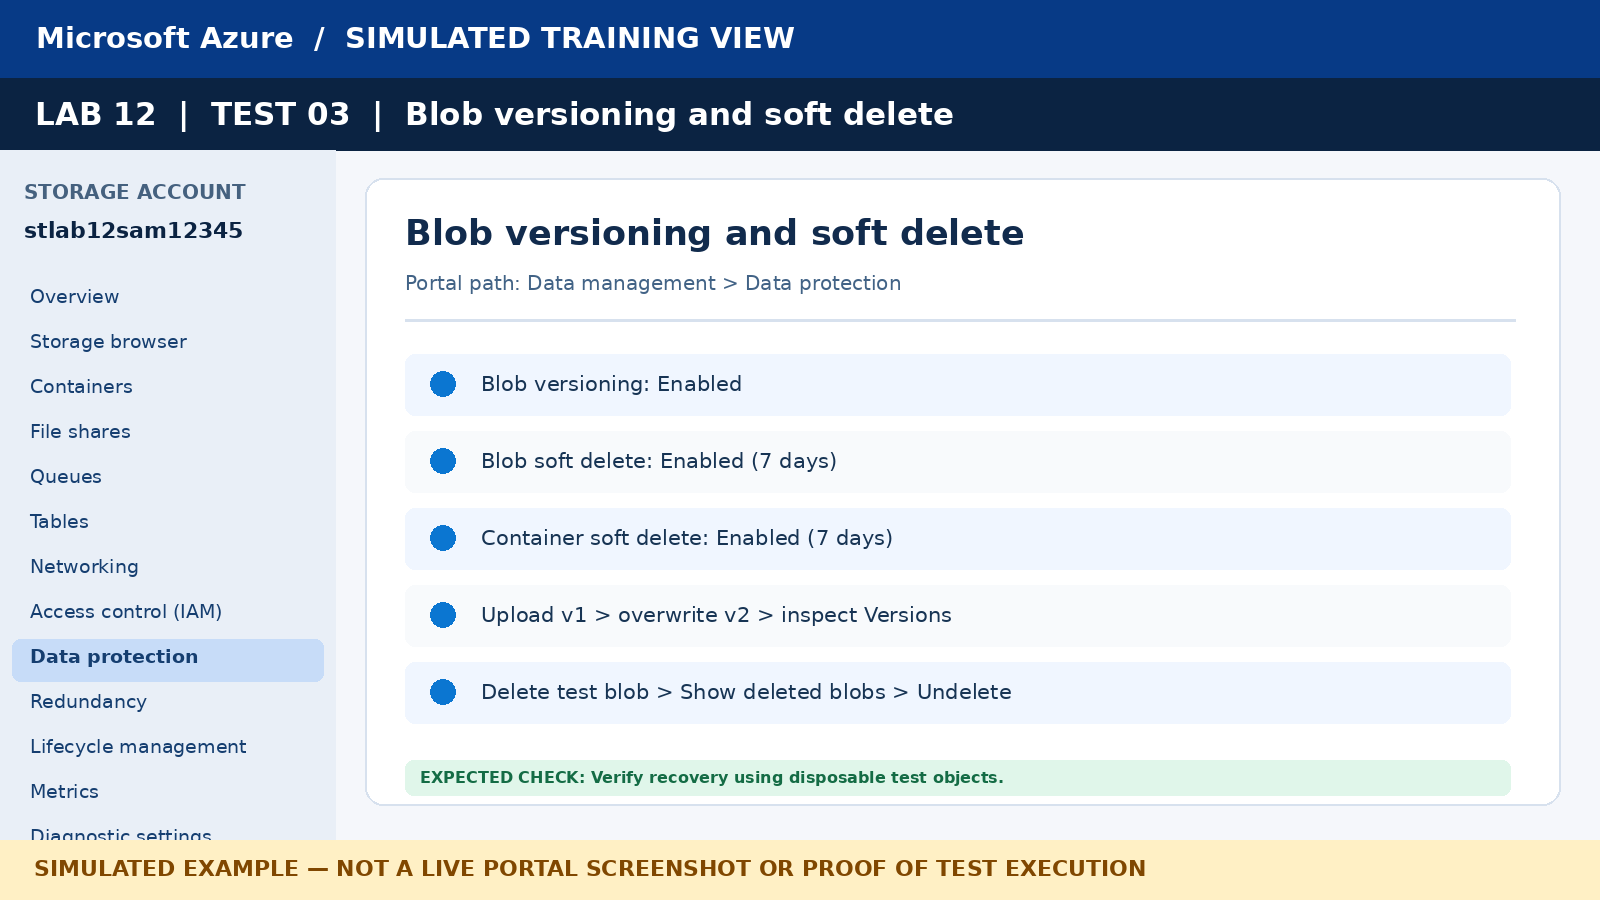 Microsoft Azure / SIMULATED TRAINING VIEW
LAB 12 | TEST 03 | Blob versioning and soft delete
STORAGE ACCOUNT
stlab12sam12345
Overview
Storage browser
Containers
File shares
Queues
Tables
Networking
Access control (IAM)
Data protection
Redundancy
Lifecycle management
Metrics
Diagnostic settings
Blob versioning and soft delete
Portal path: Data management > Data protection
Blob versioning: Enabled
Blob soft delete: Enabled (7 days)
Container soft delete: Enabled (7 days)
Upload v1 > overwrite v2 > inspect Versions
Delete test blob > Show deleted blobs > Undelete
EXPECTED CHECK: Verify recovery using disposable test objects.
SIMULATED EXAMPLE — NOT A LIVE PORTAL SCREENSHOT OR PROOF OF TEST EXECUTION